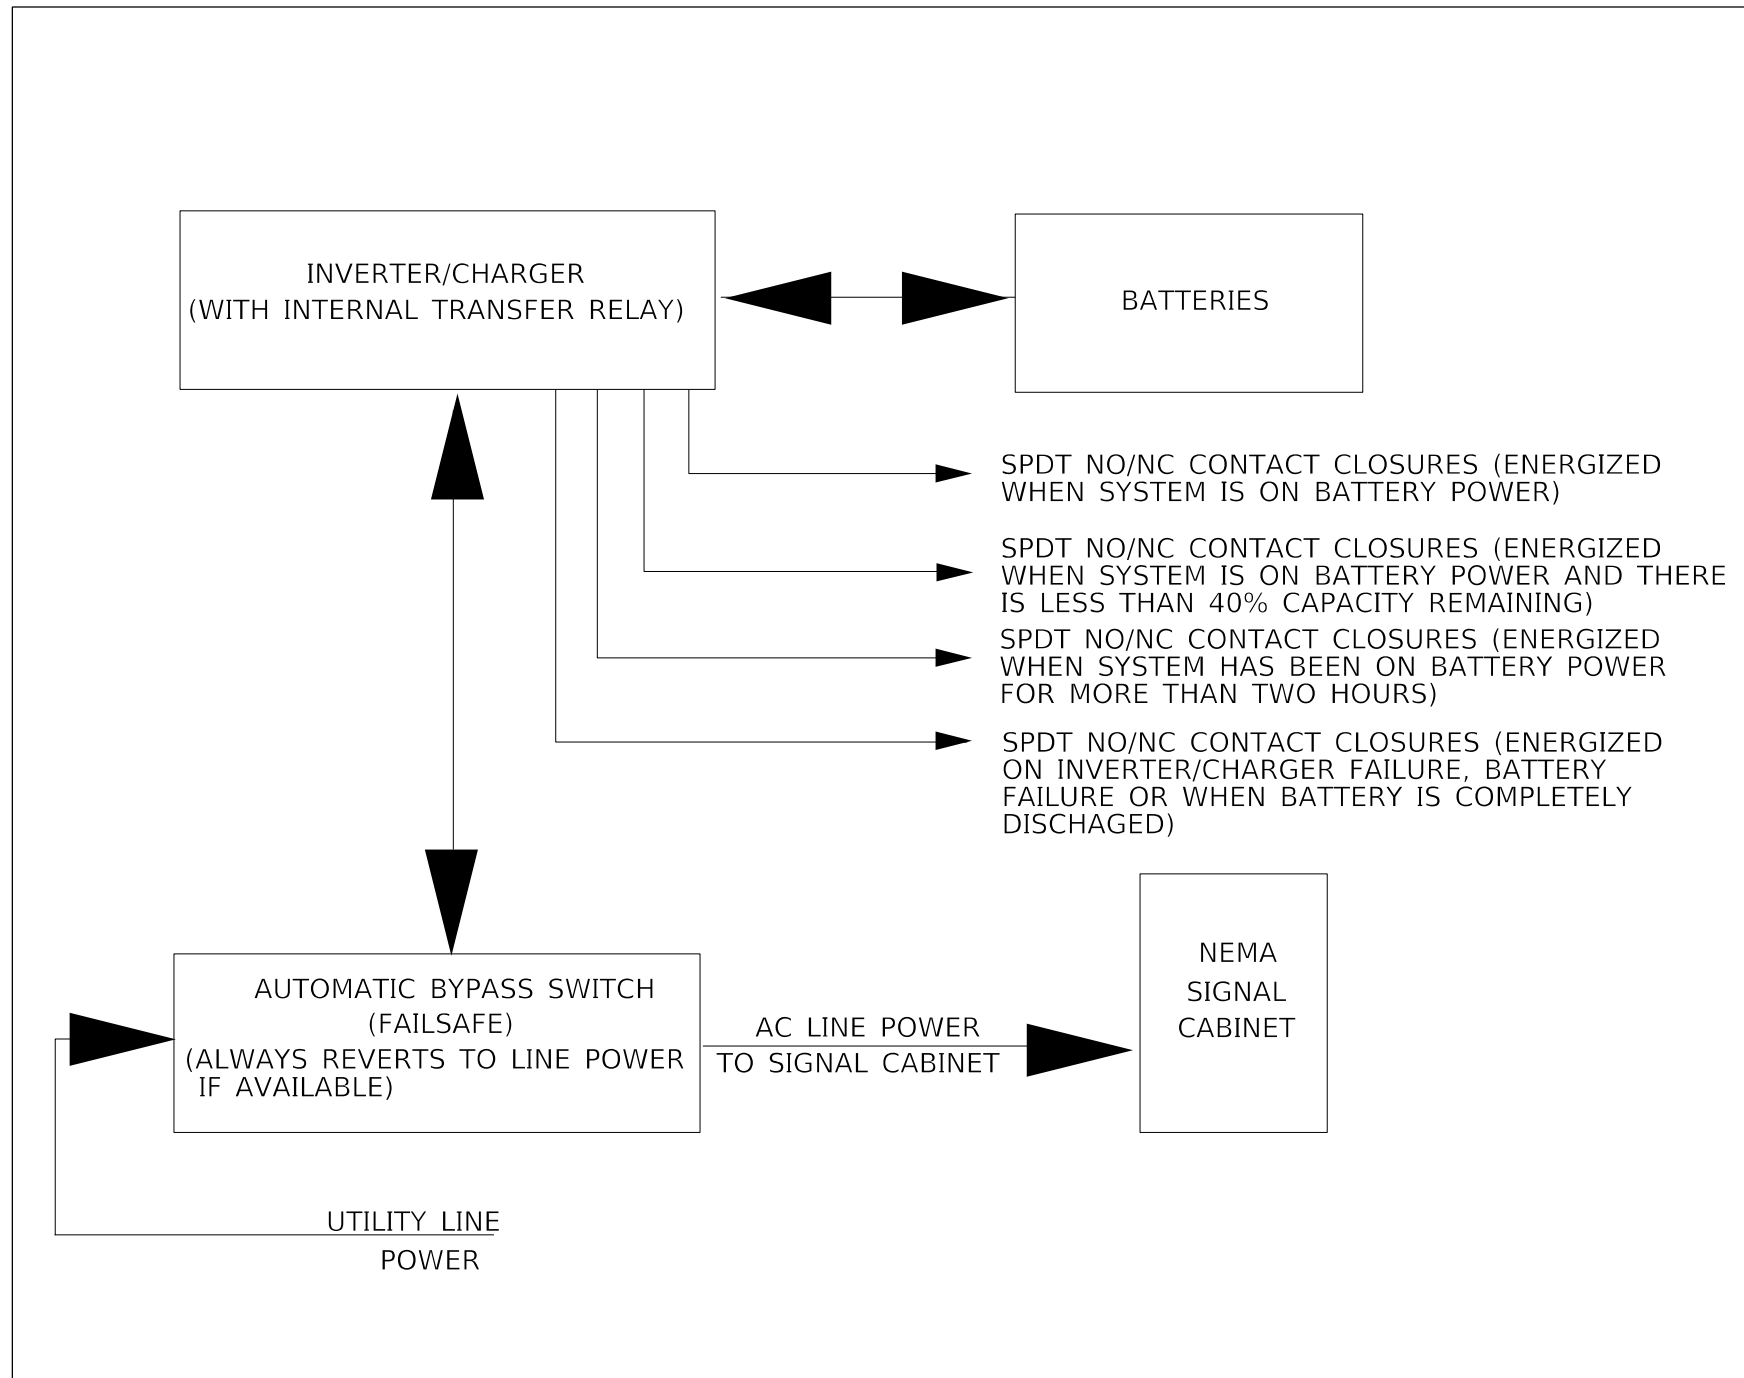 INVERTER/CHARGER
(WITH INTERNAL TRANSFER RELAY)
BATTERIES
SPDT NO/NC CONTACT CLOSURES (ENERGIZED
WHEN SYSTEM IS ON BATTERY POWER)
SPDT NO/NC CONTACT CLOSURES (ENERGIZED
WHEN SYSTEM IS ON BATTERY POWER AND THERE
IS LESS THAN 40% CAPACITY REMAINING)
SPDT NO/NC CONTACT CLOSURES (ENERGIZED
WHEN SYSTEM HAS BEEN ON BATTERY POWER
FOR MORE THAN TWO HOURS)
SPDT NO/NC CONTACT CLOSURES (ENERGIZED
ON INVERTER/CHARGER FAILURE, BATTERY
FAILURE OR WHEN BATTERY IS COMPLETELY
DISCHAGED)
AUTOMATIC BYPASS SWITCH
(FAILSAFE)
(ALWAYS REVERTS TO LINE POWER
IF AVAILABLE)
AC LINE POWER
TO SIGNAL CABINET
NEMA
SIGNAL
CABINET
UTILITY LINE
POWER